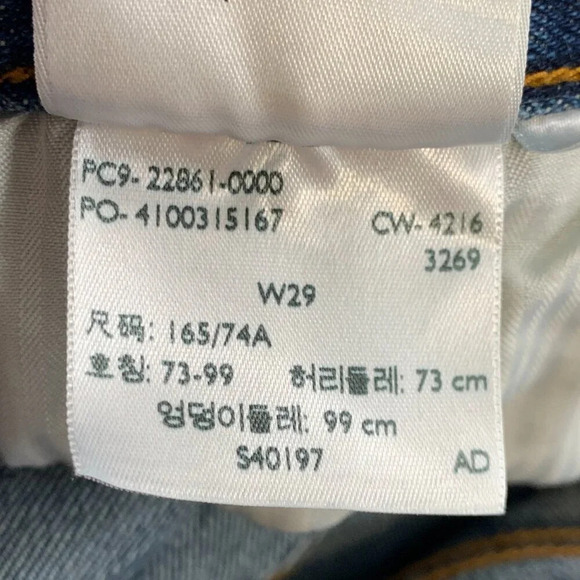 PC9-22861-0000
PO-4100315167 CW-4216
3269
W29
尺码: 165/74A
호칭: 73-99 허리둘레: 73 cm
엉덩이둘레: 99 cm
S40197 AD